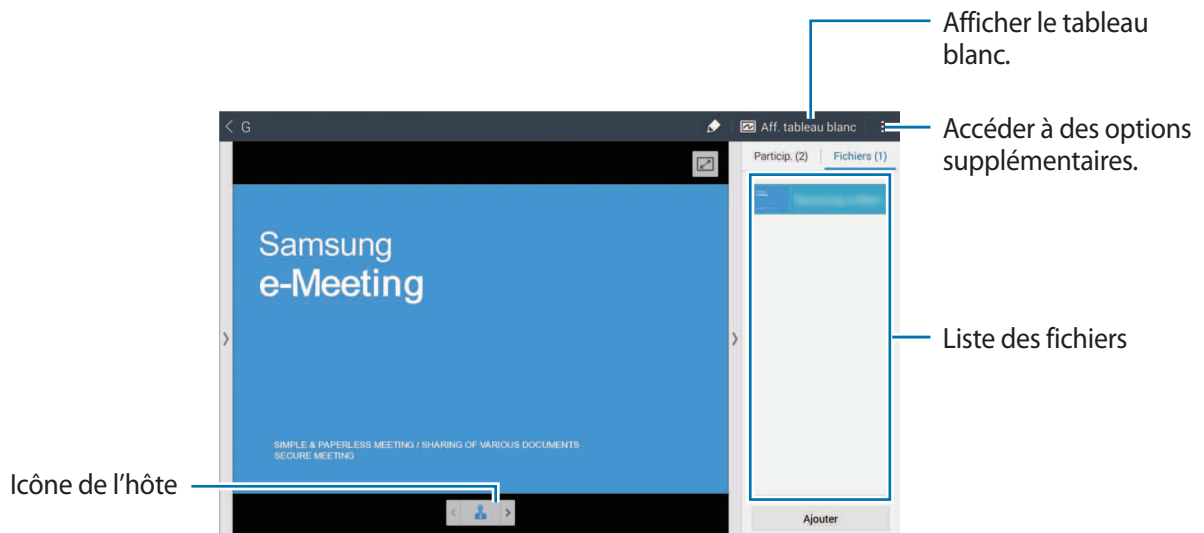 Afficher le tableau
blanc.
G
Aff. tableau blanc
Accéder à des options
supplémentaires.
Particip. (2)
Fichiers (1)
Samsung
e-Meeting
Liste des fichiers
SIMPLE & PAPERLESS MEETING / SHARING OF VARIOUS DOCUMENTS
SECURE MEETING
Icône de l'hôte
Ajouter